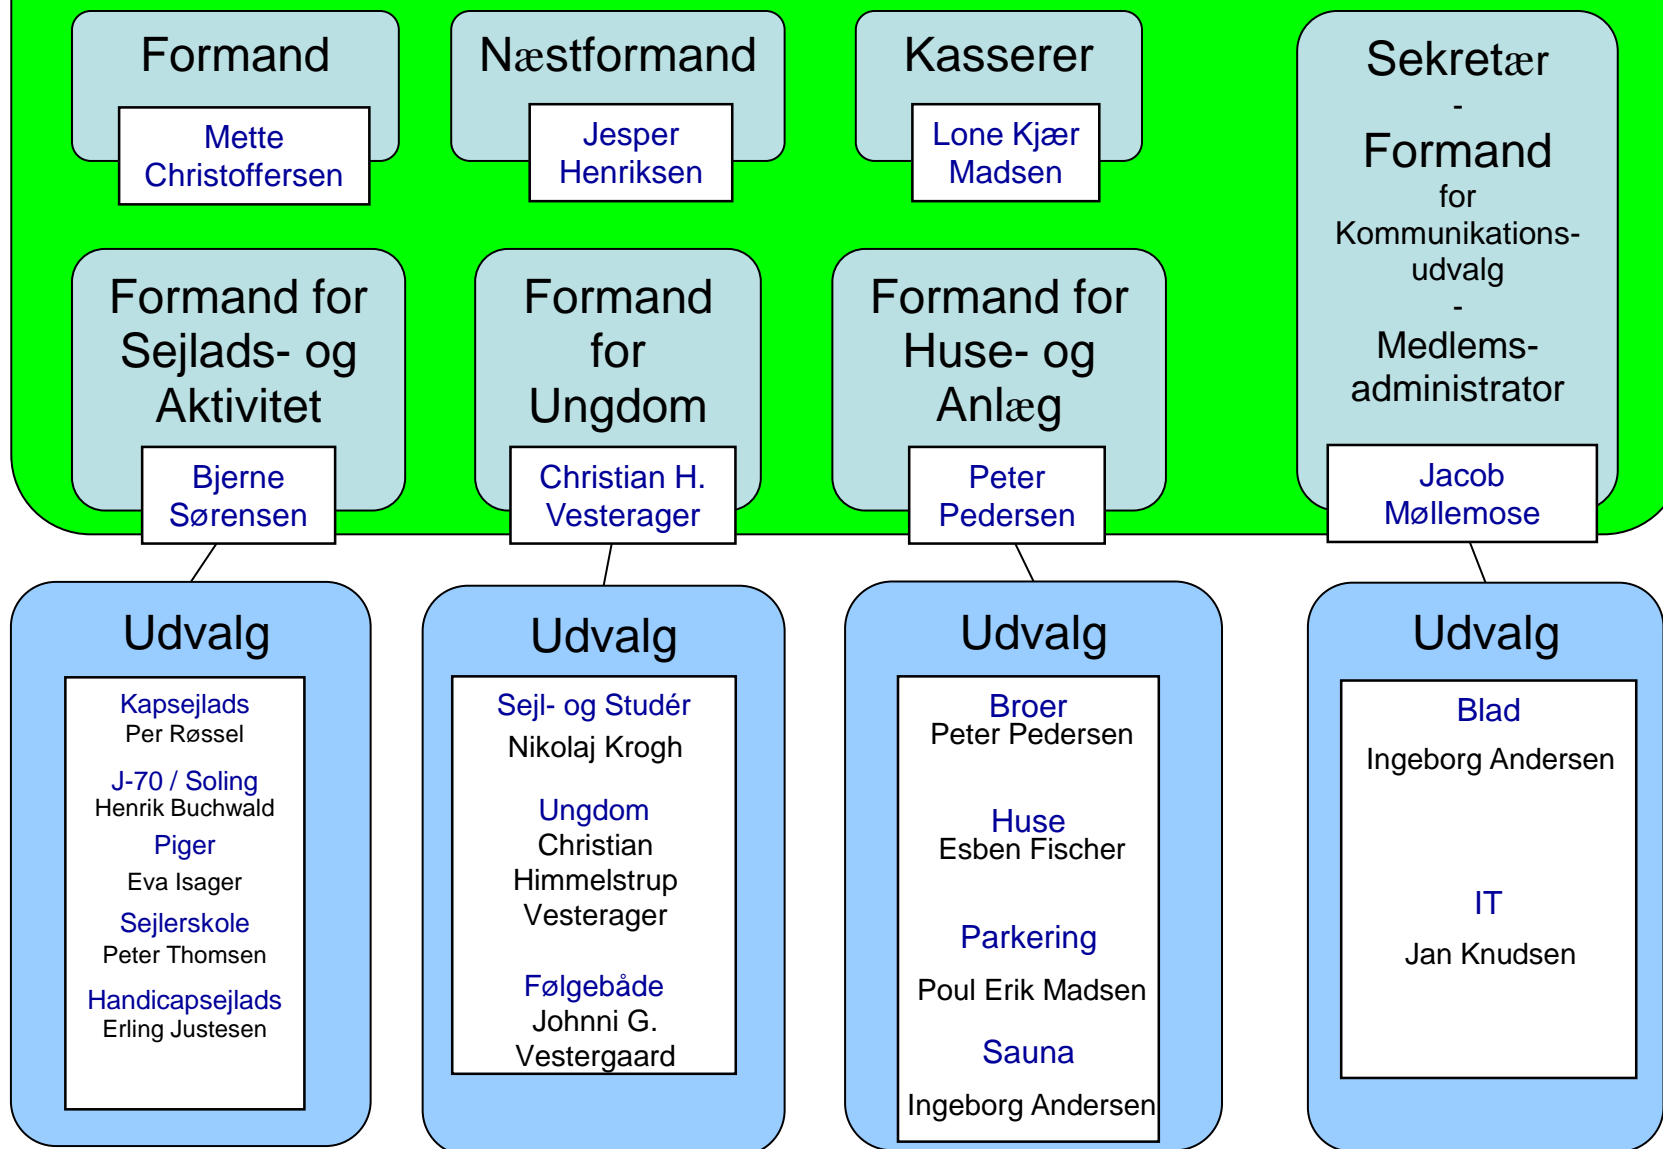 Formand
Mette
Christoffersen
Næstformand
Jesper
Henriksen
Kasserer
Lone Kjær
Madsen
Sekretær
-
Formand
for
Kommunikations-
udvalg
-
Medlems-
administrator
Jacob
Møllemose
Formand for
Sejlads- og
Aktivitet
Bjerne
Sørensen
Formand
for
Ungdom
Christian H.
Vesterager
Formand for
Huse- og
Anlæg
Peter
Pedersen
Udvalg
Kapsejlads
Per Røssel
J-70 / Soling
Henrik Buchwald
Piger
Eva Isager
Sejlerskole
Peter Thomsen
Handicapsejlads
Erling Justesen
Udvalg
Sejl- og Studér
Nikolaj Krogh
Ungdom
Christian
Himmelstrup
Vesterager
Følgebåde
Johnni G.
Vestergaard
Udvalg
Broer
Peter Pedersen
Huse
Esben Fischer
Parkering
Poul Erik Madsen
Sauna
Ingeborg Andersen
Udvalg
Blad
Ingeborg Andersen
IT
Jan Knudsen